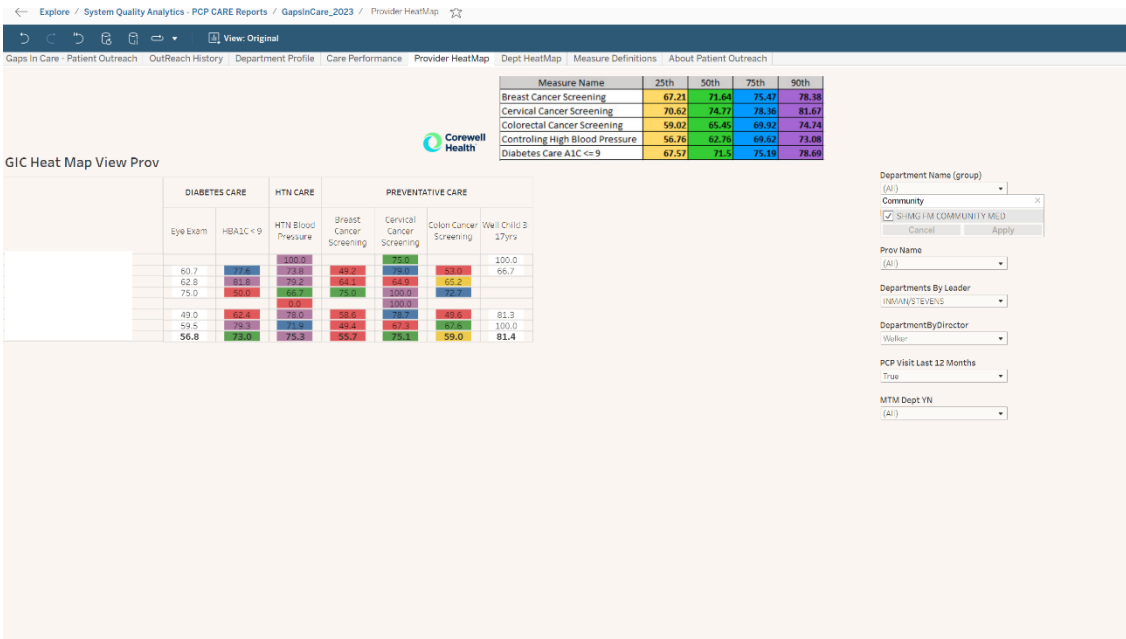 Explore / System Quality Analytics - PCP CARE Reports / GapsInCare_2023 / Provider HeatMap
View: Original
Gaps In Care - Patient Outreach OutReach History Department Profile Care Performance Provider HeatMap Dept HeatMap Measure Definitions About Patient Outreach
Measure Name 25th 50th 75th 90th
Breast Cancer Screening 67.21 71.64 75.47 78.38
Cervical Cancer Screening 70.62 74.77 78.36 81.67
Colorectal Cancer Screening 59.02 65.45 69.92 74.74
Controling High Blood Pressure 56.76 62.76 69.62 73.08
Diabetes Care A1C <= 9 67.57 71.5 75.19 78.69
Corewell
Health
GIC Heat Map View Prov
DIABETES CARE HTN CARE PREVENTATIVE CARE
Eye Exam HBA1C < 9 HTN Blood Pressure Breast Cancer Screening Cervical Cancer Screening Colon Cancer Screening Well Child 3-17yrs
100.0 75.0 100.0
60.7 77.6 73.8 49.2 79.0 53.0 66.7
62.8 81.8 79.2 64.1 64.9 65.2
75.0 50.0 66.7 75.0 100.0 72.7
0.0 100.0
49.0 62.4 78.0 58.6 78.7 49.6 81.3
59.5 79.3 71.9 49.4 67.3 67.6 100.0
56.8 73.0 75.3 55.7 75.1 59.0 81.4
Department Name (group)
(All)
Community
SHMG FM COMMUNITY MED
Cancel Apply
Prov Name
(All)
Departments By Leader
INMAN/STEVENS
DepartmentByDirector
Welker
PCP Visit Last 12 Months
True
MTM Dept YN
(All)